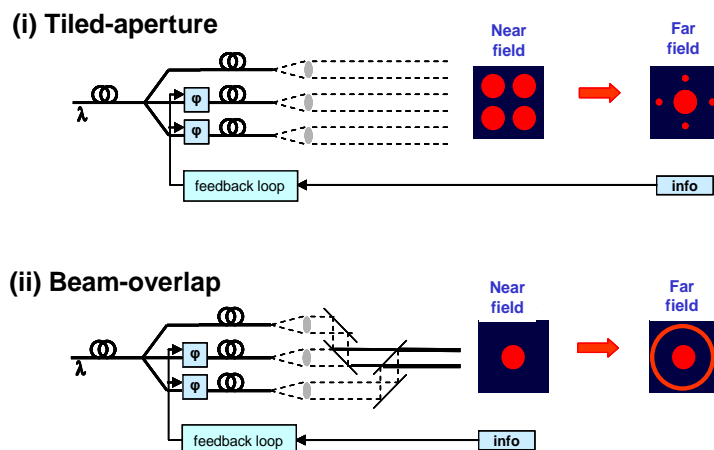 (i) Tiled-aperture
Near
field
Far
field
λ
φ
φ
feedback loop
info
(ii) Beam-overlap
Near
field
Far
field
λ
φ
φ
feedback loop
info